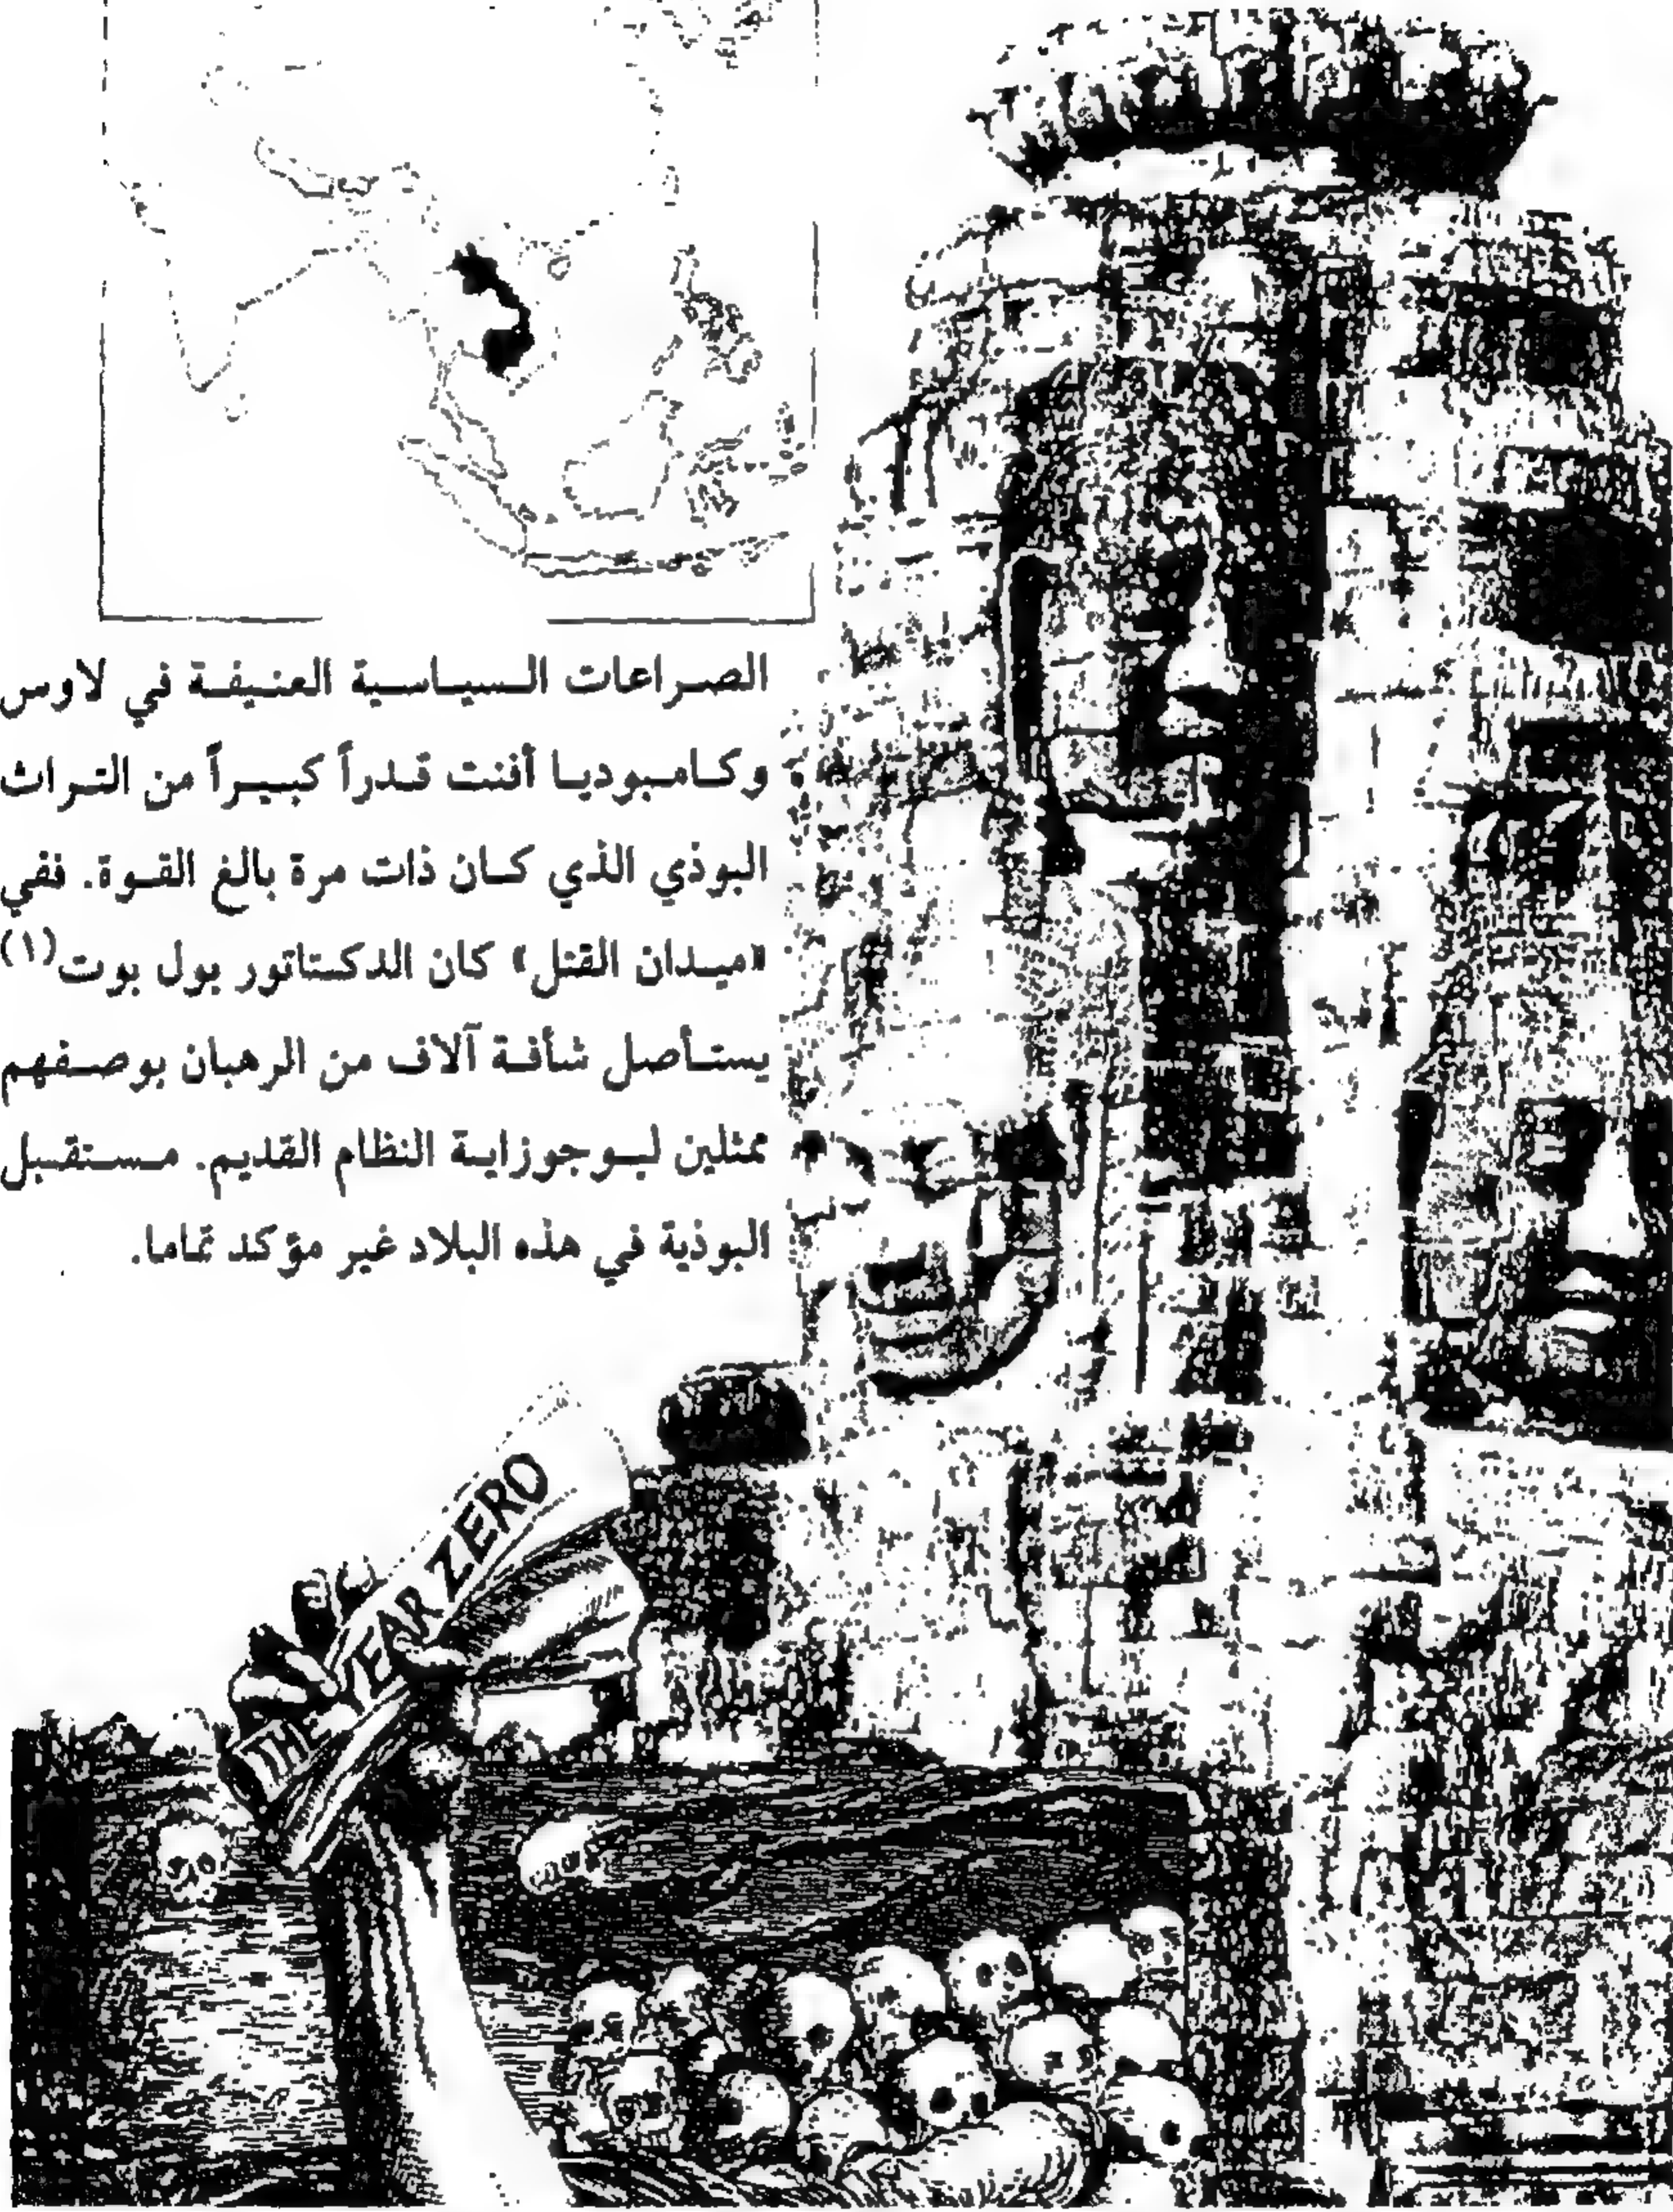 الصراعات السياسية العنيفة في لاوس
وكامبوديا أفنت قدراً كبيراً من التراث
البوذي الذي كان ذات مرة بالغ القوة. ففي
«ميدان القتل» كان الدكتاتور بول بوت(١)
يستأصل شأفة آلاف من الرهبان بوصفهم
ممثلين لبوجوزاية النظام القديم. مستقبل
البوذية في هذه البلاد غير مؤكد تماما.
THE YEAR ZERO